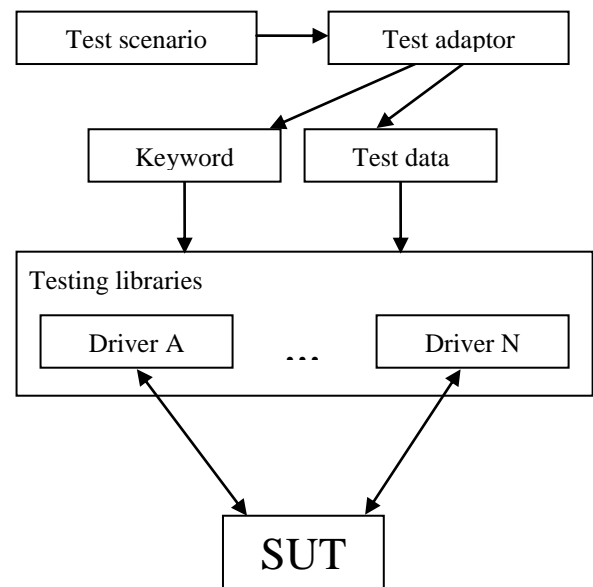 Test scenario
Test adaptor
Keyword
Test data
Testing libraries
Driver A
...
Driver N
SUT